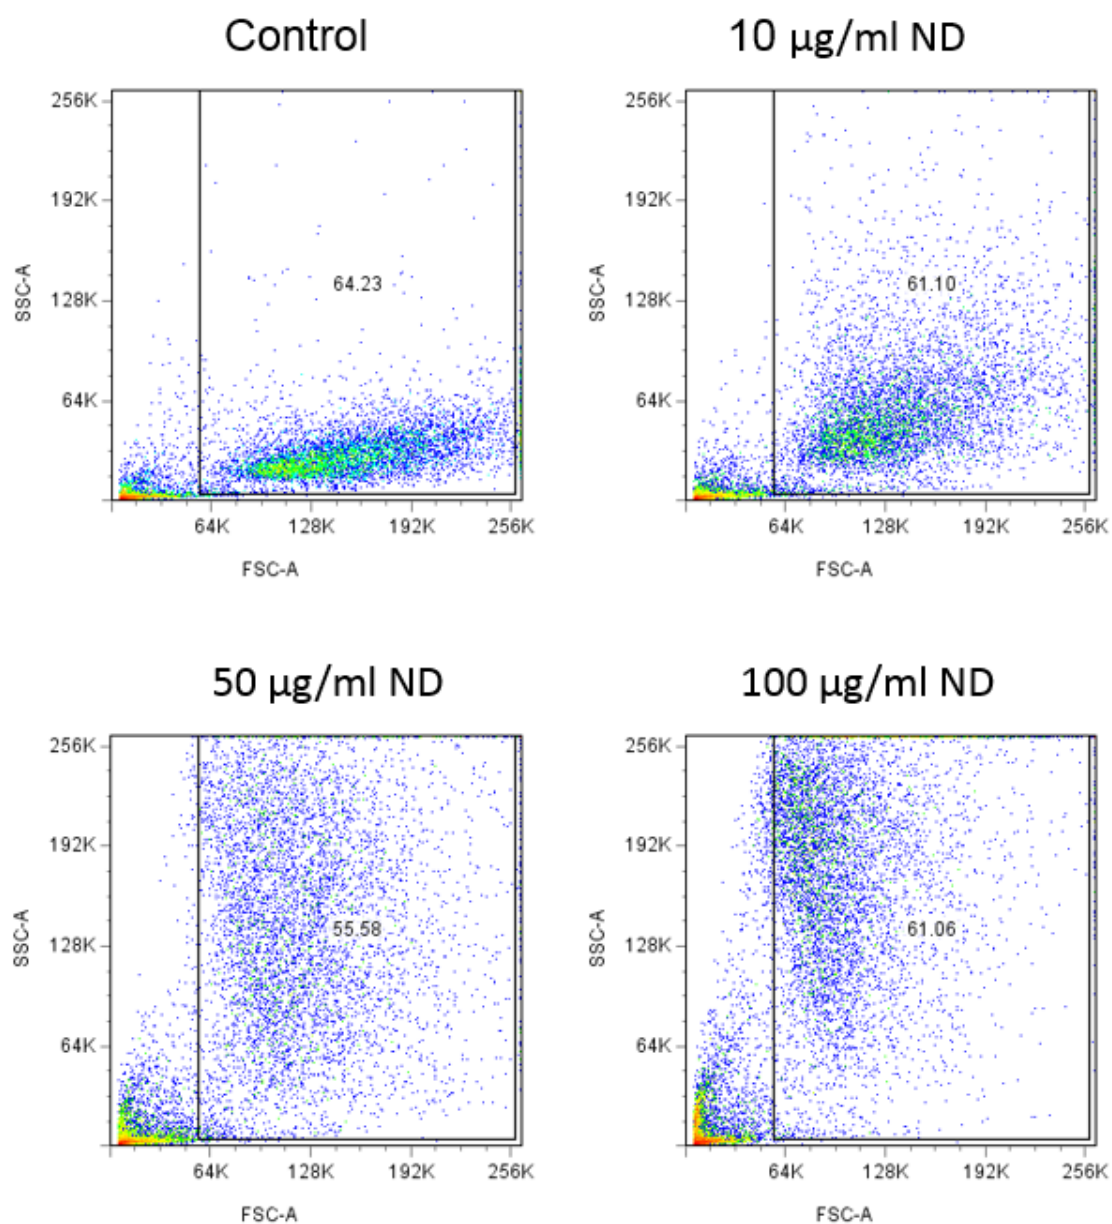 Control
256K
192K
128K
64K
64.23
64K 128K 192K 256K
SSC-A
FSC-A
10 µg/ml ND
256K
192K
128K
64K
61.10
64K 128K 192K 256K
SSC-A
FSC-A
50 µg/ml ND
256K
192K
128K
64K
55.58
64K 128K 192K 256K
SSC-A
FSC-A
100 µg/ml ND
256K
192K
128K
64K
61.06
64K 128K 192K 256K
SSC-A
FSC-A